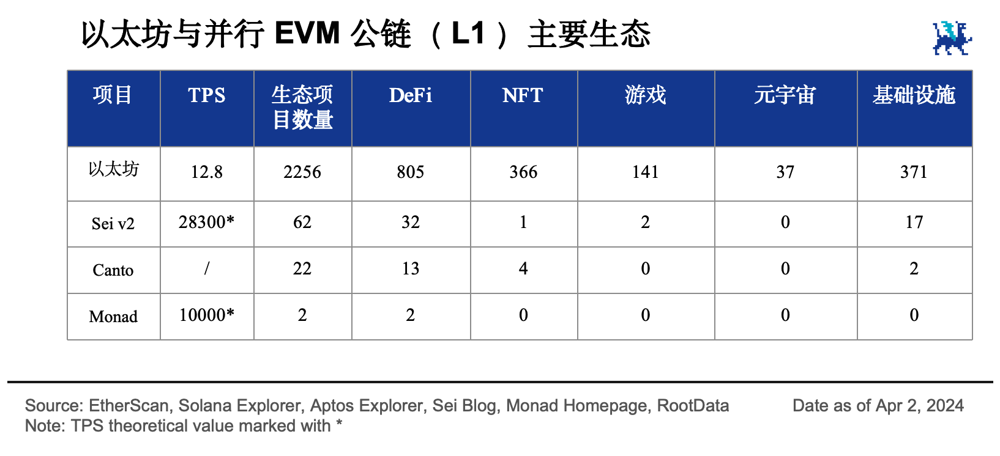 以太坊与并行 EVM 公链 （ L1 ） 主要生态
项目 TPS 生态项目数量 DeFi NFT 游戏 元宇宙 基础设施
以太坊 12.8 2256 805 366 141 37 371
Sei v2 28300* 62 32 1 2 0 17
Canto / 22 13 4 0 0 2
Monad 10000* 2 2 0 0 0 0
Source: EtherScan, Solana Explorer, Aptos Explorer, Sei Blog, Monad Homepage, RootData Date as of Apr 2, 2024
Note: TPS theoretical value marked with *